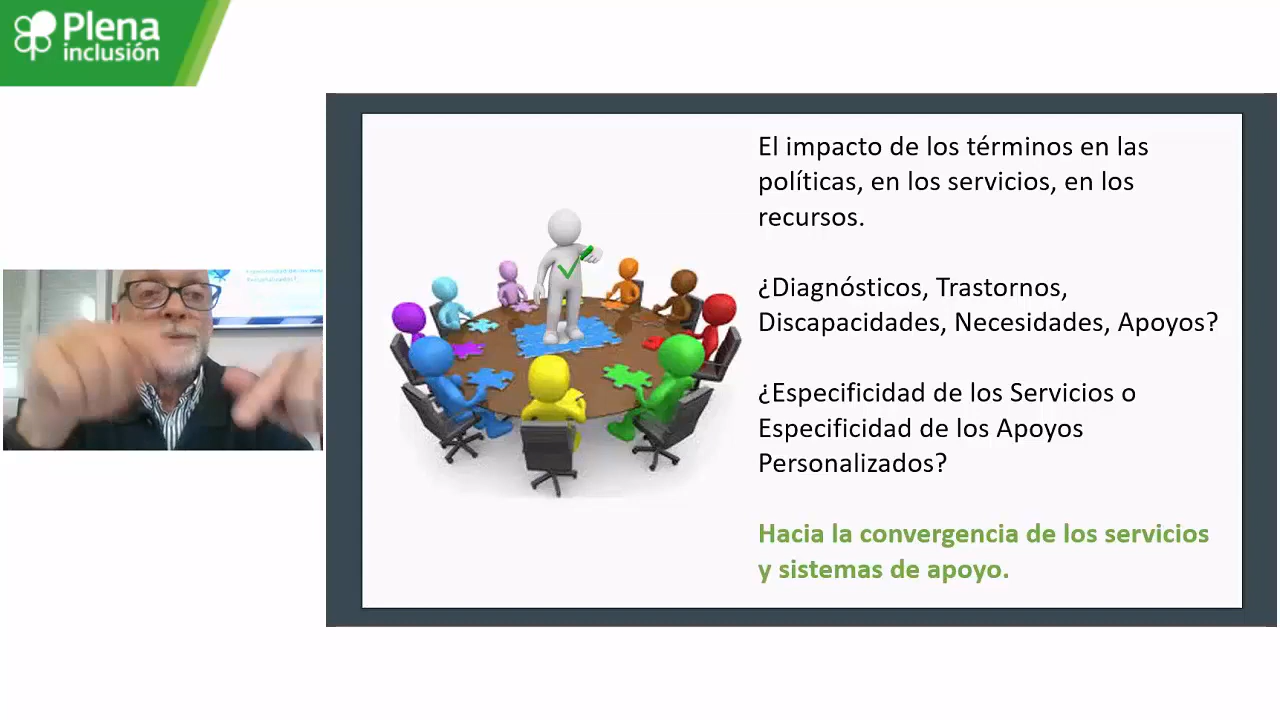 Plena
inclusión
El impacto de los términos en las
políticas, en los servicios, en los
recursos.
¿Diagnósticos, Trastornos,
Discapacidades, Necesidades, Apoyos?
¿Especificidad de los Servicios o
Especificidad de los Apoyos
Personalizados?
Hacia la convergencia de los servicios
y sistemas de apoyo.
Personalizados?